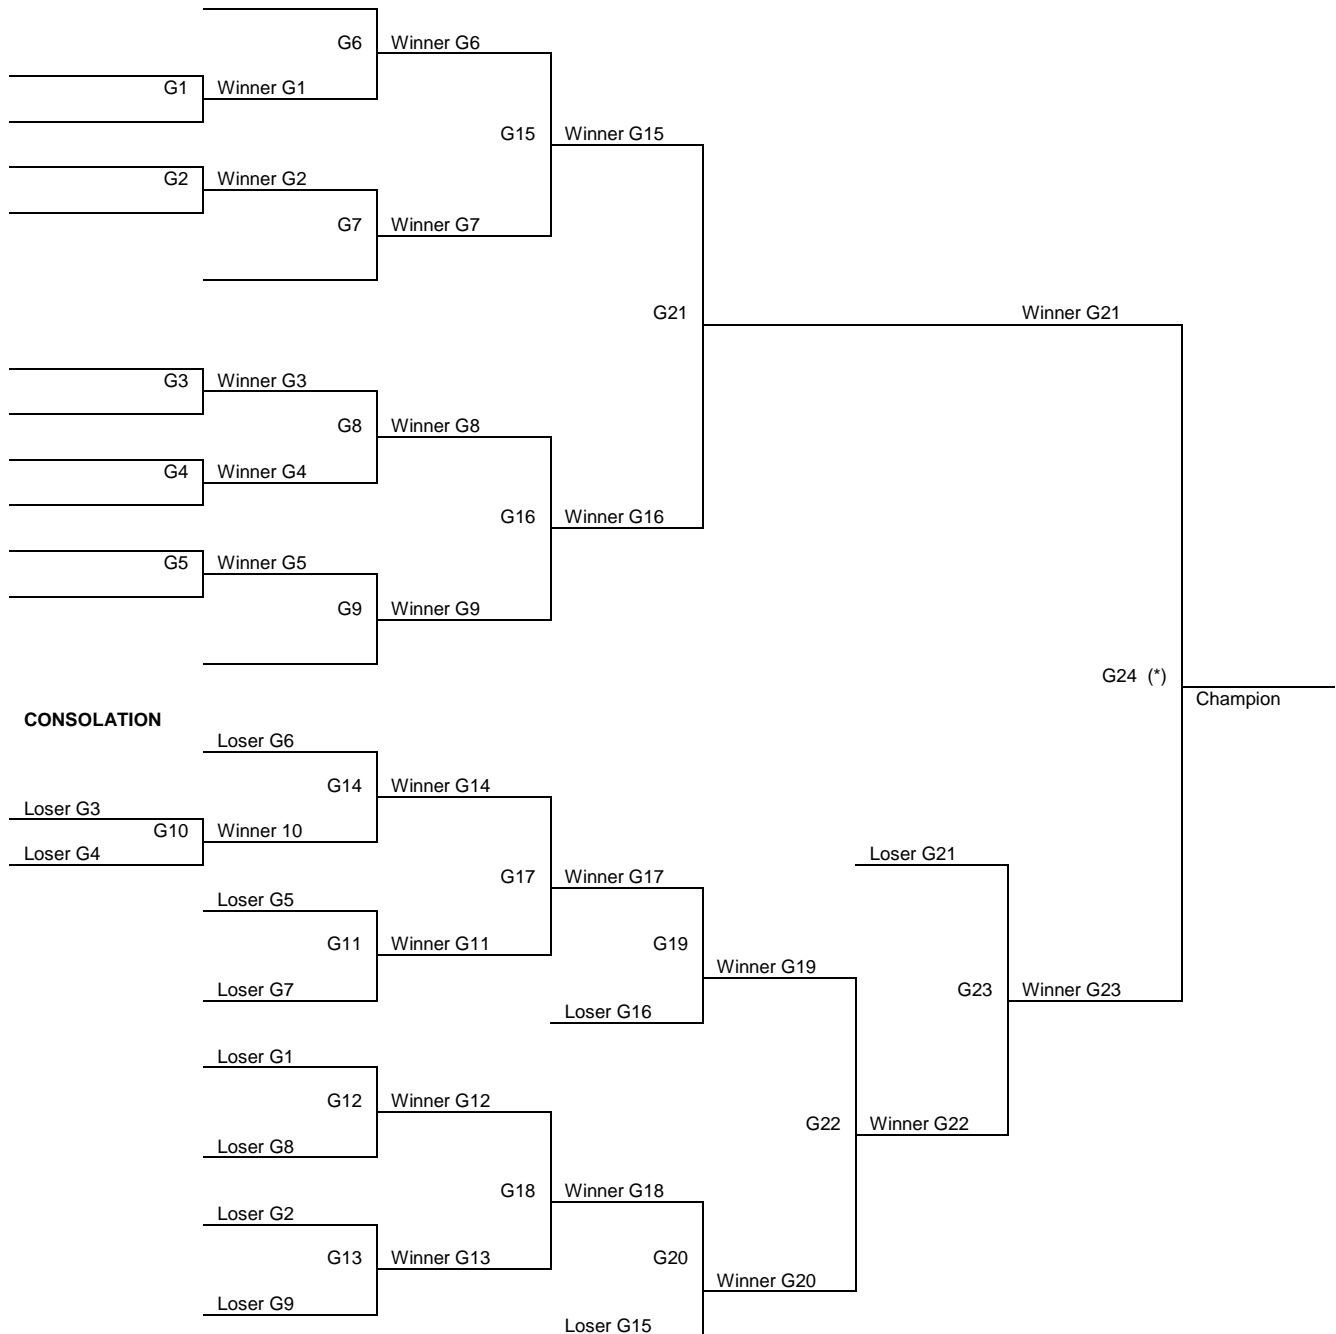 G6 Winner G6
G1 Winner G1
G15 Winner G15
G2 Winner G2
G7 Winner G7
G21 Winner G21
G3 Winner G3
G8 Winner G8
G4 Winner G4
G16 Winner G16
G5 Winner G5
G9 Winner G9
G24 (*)
Champion
CONSOLATION
Loser G6
G14 Winner G14
Loser G3
G10 Winner 10
Loser G4
Loser G21
G17 Winner G17
Loser G5
G11 Winner G11
G19
Winner G19
Loser G7
G23 Winner G23
Loser G16
Loser G1
G12 Winner G12
G22 Winner G22
Loser G8
G18 Winner G18
Loser G2
G13 Winner G13
G20
Winner G20
Loser G9
Loser G15